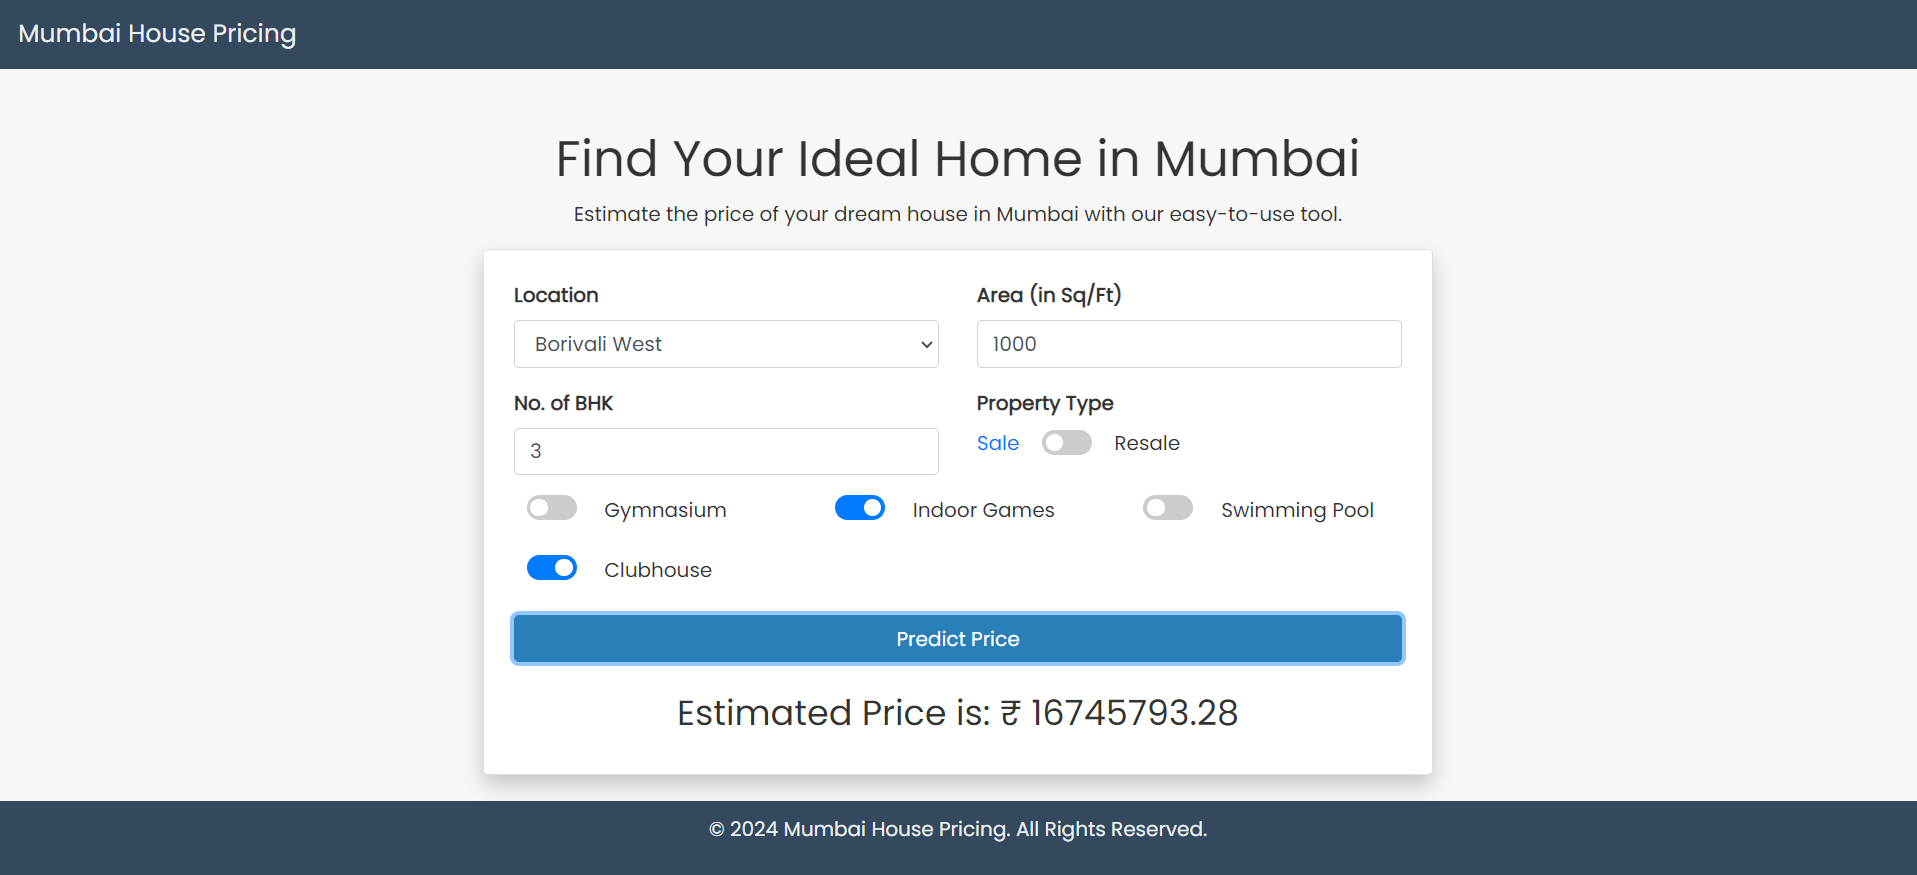 Mumbai House Pricing
Find Your Ideal Home in Mumbai
Estimate the price of your dream house in Mumbai with our easy-to-use tool.
Location
Area (in Sq/Ft)
Borivali West
1000
No. of BHK
Property Type
3
Sale
Resale
Gymnasium
Indoor Games
Swimming Pool
Clubhouse
Predict Price
Estimated Price is: ₹ 16745793.28
© 2024 Mumbai House Pricing. All Rights Reserved.